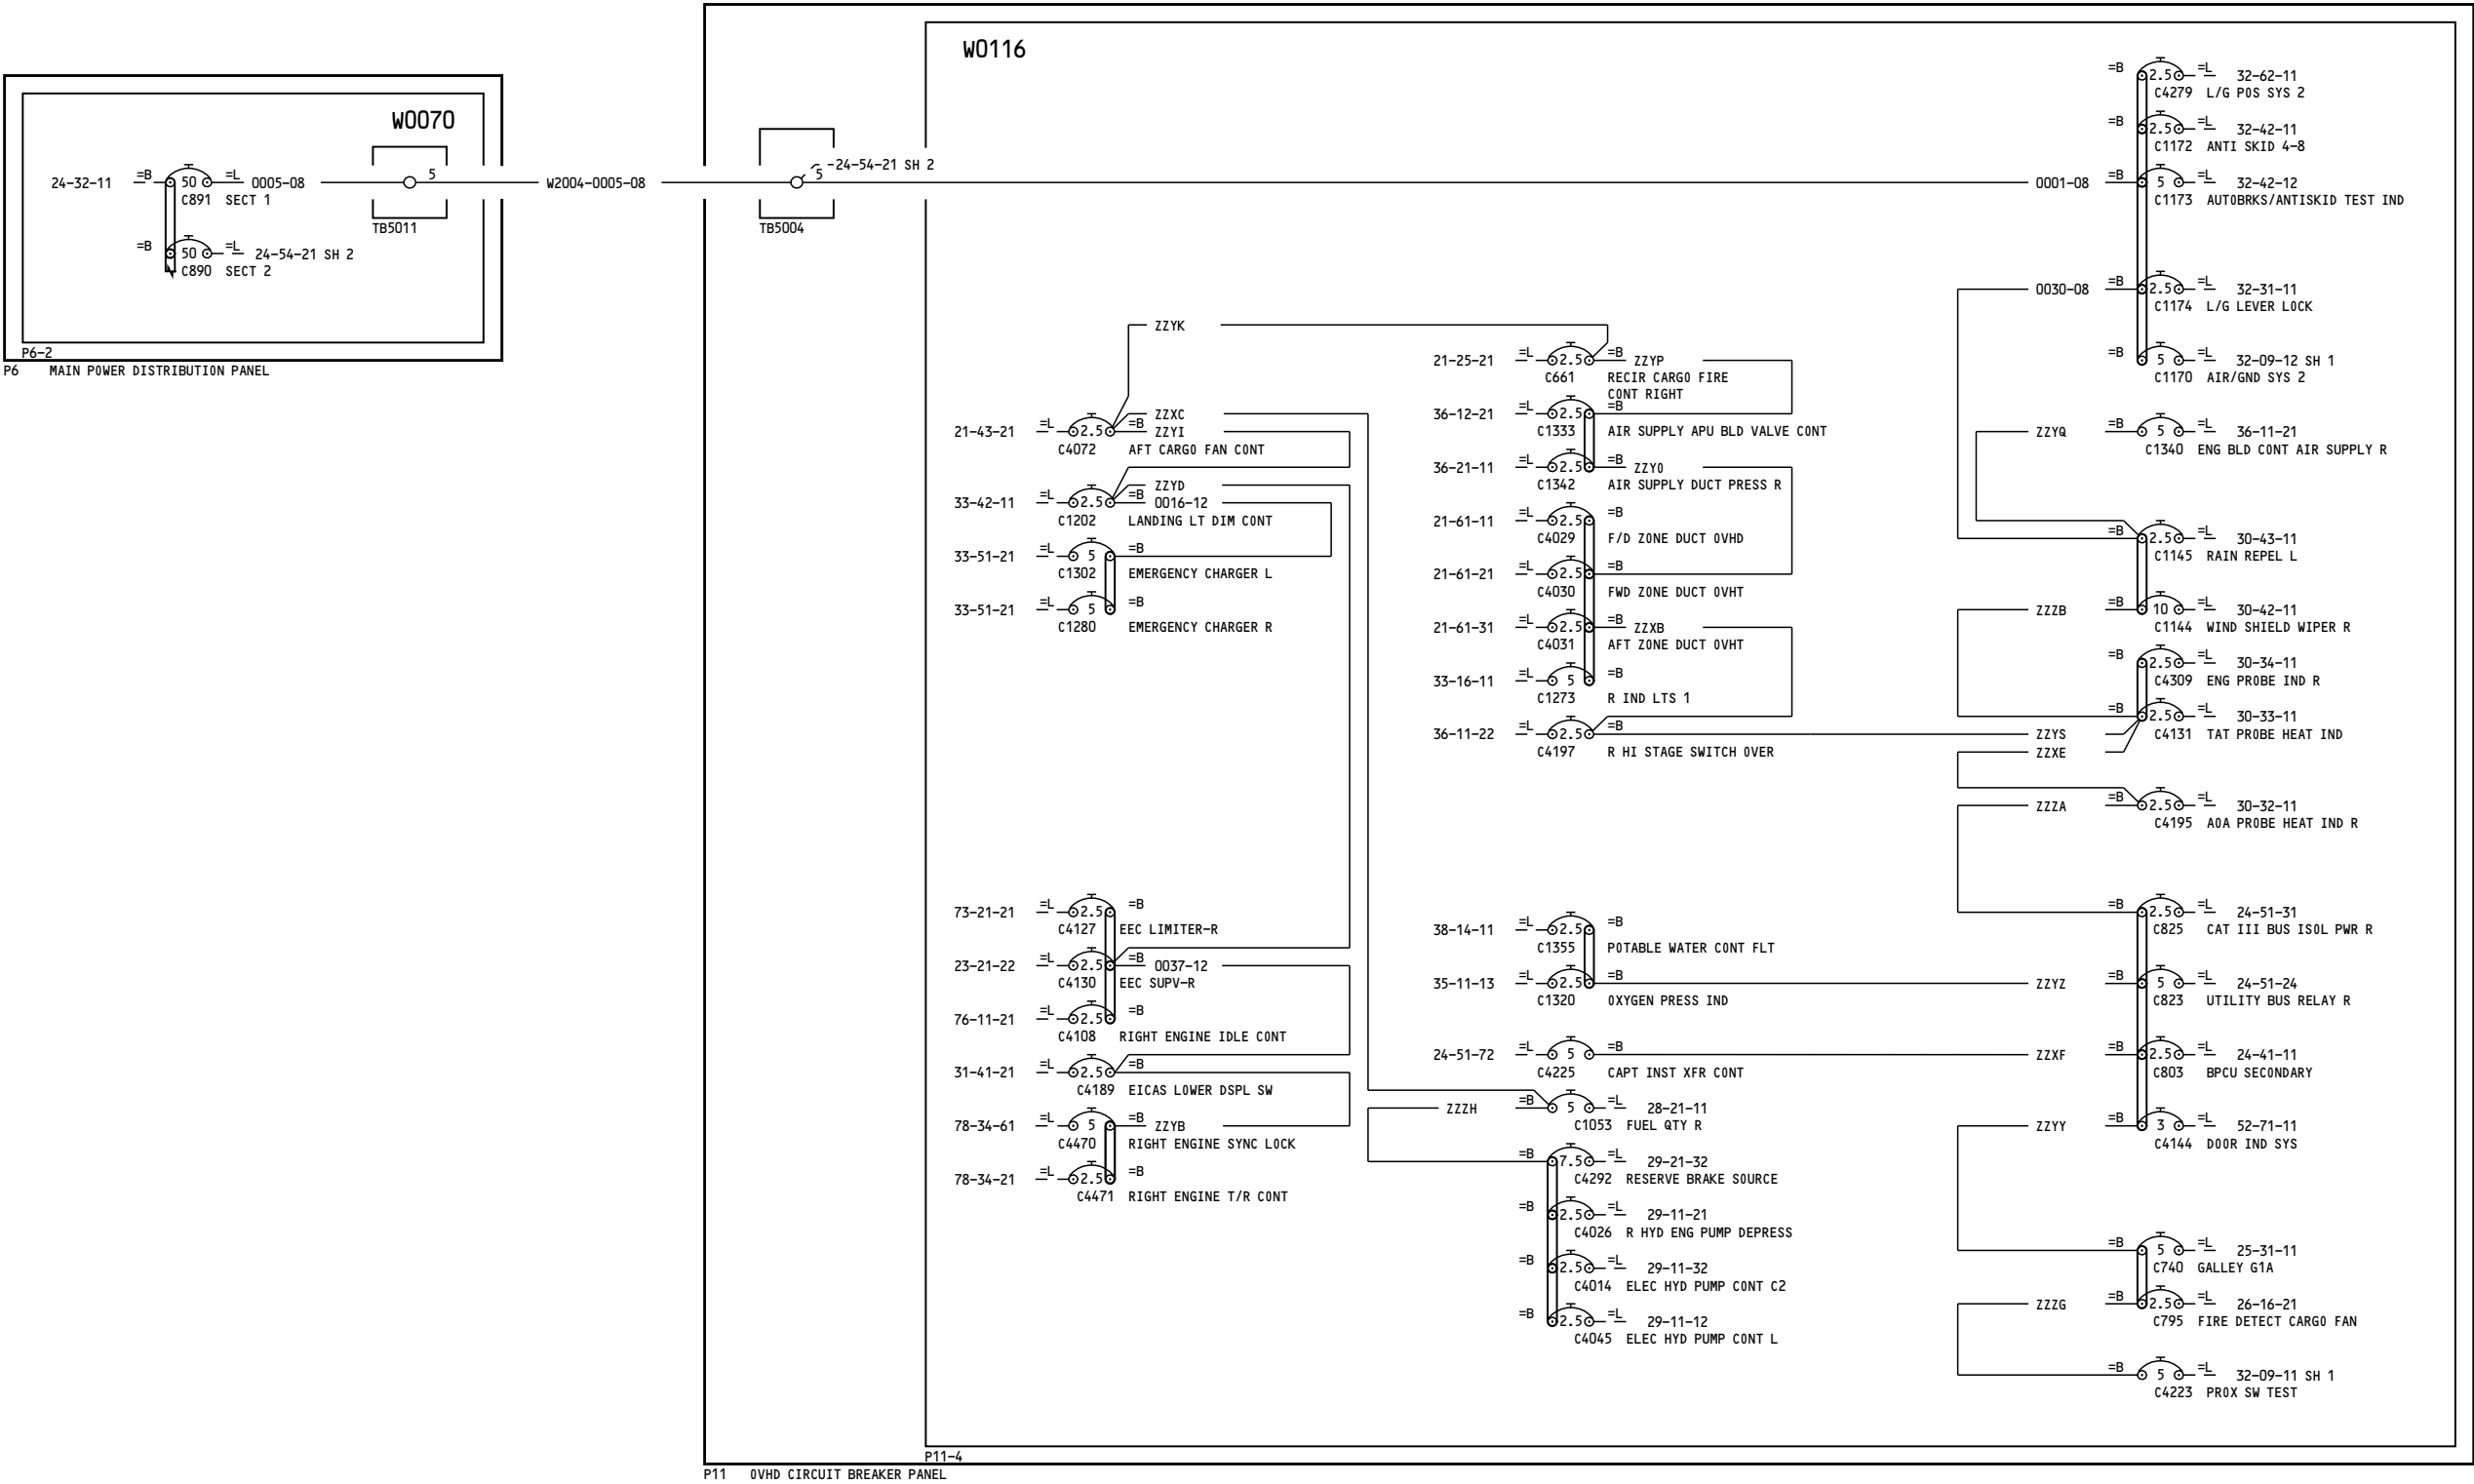 W0070
24-32-11 =B 50 =L 0005-08 5
C891 SECT 1
TB5011
=B 50 =L 24-54-21 SH 2
C890 SECT 2
P6-2
P6 MAIN POWER DISTRIBUTION PANEL
W2004-0005-08
5 24-54-21 SH 2
TB5004
W0116
ZZYK
21-43-21 =L 2.5 =B ZZXC
ZZYI
C4072 AFT CARGO FAN CONT
33-42-11 =L 2.5 =B ZZYD
0016-12
C1202 LANDING LT DIM CONT
33-51-21 =L 5 =B
C1302 EMERGENCY CHARGER L
33-51-21 =L 5 =B
C1280 EMERGENCY CHARGER R
73-21-21 =L 2.5 =B
C4127 EEC LIMITER-R
23-21-22 =L 2.5 =B 0037-12
C4130 EEC SUPV-R
76-11-21 =L 2.5 =B
C4108 RIGHT ENGINE IDLE CONT
31-41-21 =L 2.5 =B
C4189 EICAS LOWER DSPL SW
78-34-61 =L 5 =B ZZYB
C4470 RIGHT ENGINE SYNC LOCK
78-34-21 =L 2.5 =B
C4471 RIGHT ENGINE T/R CONT
21-25-21 =L 2.5 =B ZZYP
C661 RECIR CARGO FIRE
CONT RIGHT
36-12-21 =L 2.5 =B
C1333 AIR SUPPLY APU BLD VALVE CONT
36-21-11 =L 2.5 =B ZZYO
C1342 AIR SUPPLY DUCT PRESS R
21-61-11 =L 2.5 =B
C4029 F/D ZONE DUCT OVHD
21-61-21 =L 2.5 =B
C4030 FWD ZONE DUCT OVHT
21-61-31 =L 2.5 =B ZZXB
C4031 AFT ZONE DUCT OVHT
33-16-11 =L 5 =B
C1273 R IND LTS 1
36-11-22 =L 2.5 =B
C4197 R HI STAGE SWITCH OVER
38-14-11 =L 2.5 =B
C1355 POTABLE WATER CONT FLT
35-11-13 =L 2.5 =B
C1320 OXYGEN PRESS IND
24-51-72 =L 5 =B
C4225 CAPT INST XFR CONT
ZZZH =B 5 =L 28-21-11
C1053 FUEL QTY R
=B 7.5 =L 29-21-32
C4292 RESERVE BRAKE SOURCE
=B 2.5 =L 29-11-21
C4026 R HYD ENG PUMP DEPRESS
=B 2.5 =L 29-11-32
C4014 ELEC HYD PUMP CONT C2
=B 2.5 =L 29-11-12
C4045 ELEC HYD PUMP CONT L
=B 2.5 =L 32-62-11
C4279 L/G POS SYS 2
=B 2.5 =L 32-42-11
C1172 ANTI SKID 4-8
0001-08 =B 5 =L 32-42-12
C1173 AUTOBRKS/ANTISKID TEST IND
0030-08 =B 2.5 =L 32-31-11
C1174 L/G LEVER LOCK
=B 5 =L 32-09-12 SH 1
C1170 AIR/GND SYS 2
ZZYQ =B 5 =L 36-11-21
C1340 ENG BLD CONT AIR SUPPLY R
=B 2.5 =L 30-43-11
C1145 RAIN REPEL L
ZZZB =B 10 =L 30-42-11
C1144 WIND SHIELD WIPER R
=B 2.5 =L 30-34-11
C4309 ENG PROBE IND R
=B 2.5 =L 30-33-11
ZZYS C4131 TAT PROBE HEAT IND
ZZXE
ZZZA =B 2.5 =L 30-32-11
C4195 AOA PROBE HEAT IND R
=B 2.5 =L 24-51-31
C825 CAT III BUS ISOL PWR R
ZZYZ =B 5 =L 24-51-24
C823 UTILITY BUS RELAY R
ZZXF =B 2.5 =L 24-41-11
C803 BPCU SECONDARY
ZZYY =B 3 =L 52-71-11
C4144 DOOR IND SYS
=B 5 =L 25-31-11
C740 GALLEY G1A
ZZZG =B 2.5 =L 26-16-21
C795 FIRE DETECT CARGO FAN
=B 5 =L 32-09-11 SH 1
C4223 PROX SW TEST
P11-4
P11 OVHD CIRCUIT BREAKER PANEL